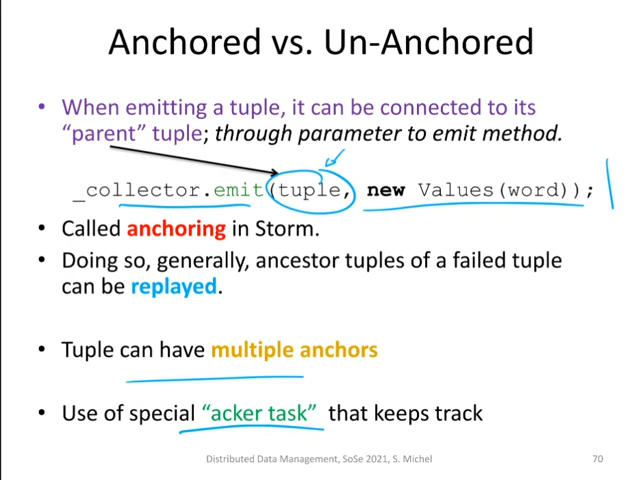 Anchored vs. Un-Anchored
• When emitting a tuple, it can be connected to its
“parent” tuple; through parameter to emit method.
_collector.emit(tuple, new Values(word));
• Called anchoring in Storm.
• Doing so, generally, ancestor tuples of a failed tuple
can be replayed.
• Tuple can have multiple anchors
• Use of special “acker task” that keeps track
Distributed Data Management, SoSe 2021, S. Michel
70